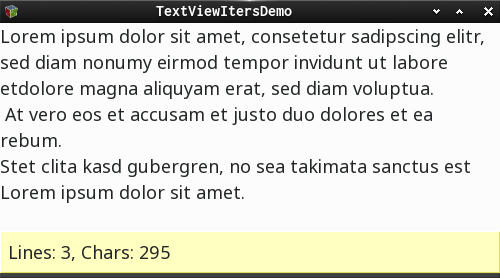 TextViewItersDemo
Lorem ipsum dolor sit amet, consetetur sadipscing elitr,
sed diam nonumy eirmod tempor invidunt ut labore
etdolore magna aliquyam erat, sed diam voluptua.
At vero eos et accusam et justo duo dolores et ea
rebum.
Stet clita kasd gubergren, no sea takimata sanctus est
Lorem ipsum dolor sit amet.
Lines: 3, Chars: 295